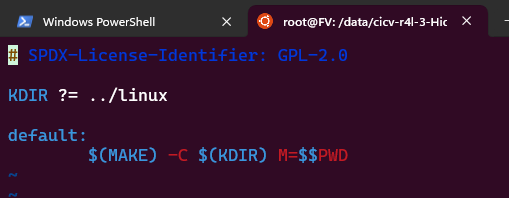 Windows PowerShell
root@FV: /data/cicv-r4l-3-Hic
# SPDX-License-Identifier: GPL-2.0
KDIR ?= ../linux
default:
$(MAKE) -C $(KDIR) M=$$PWD
~
~